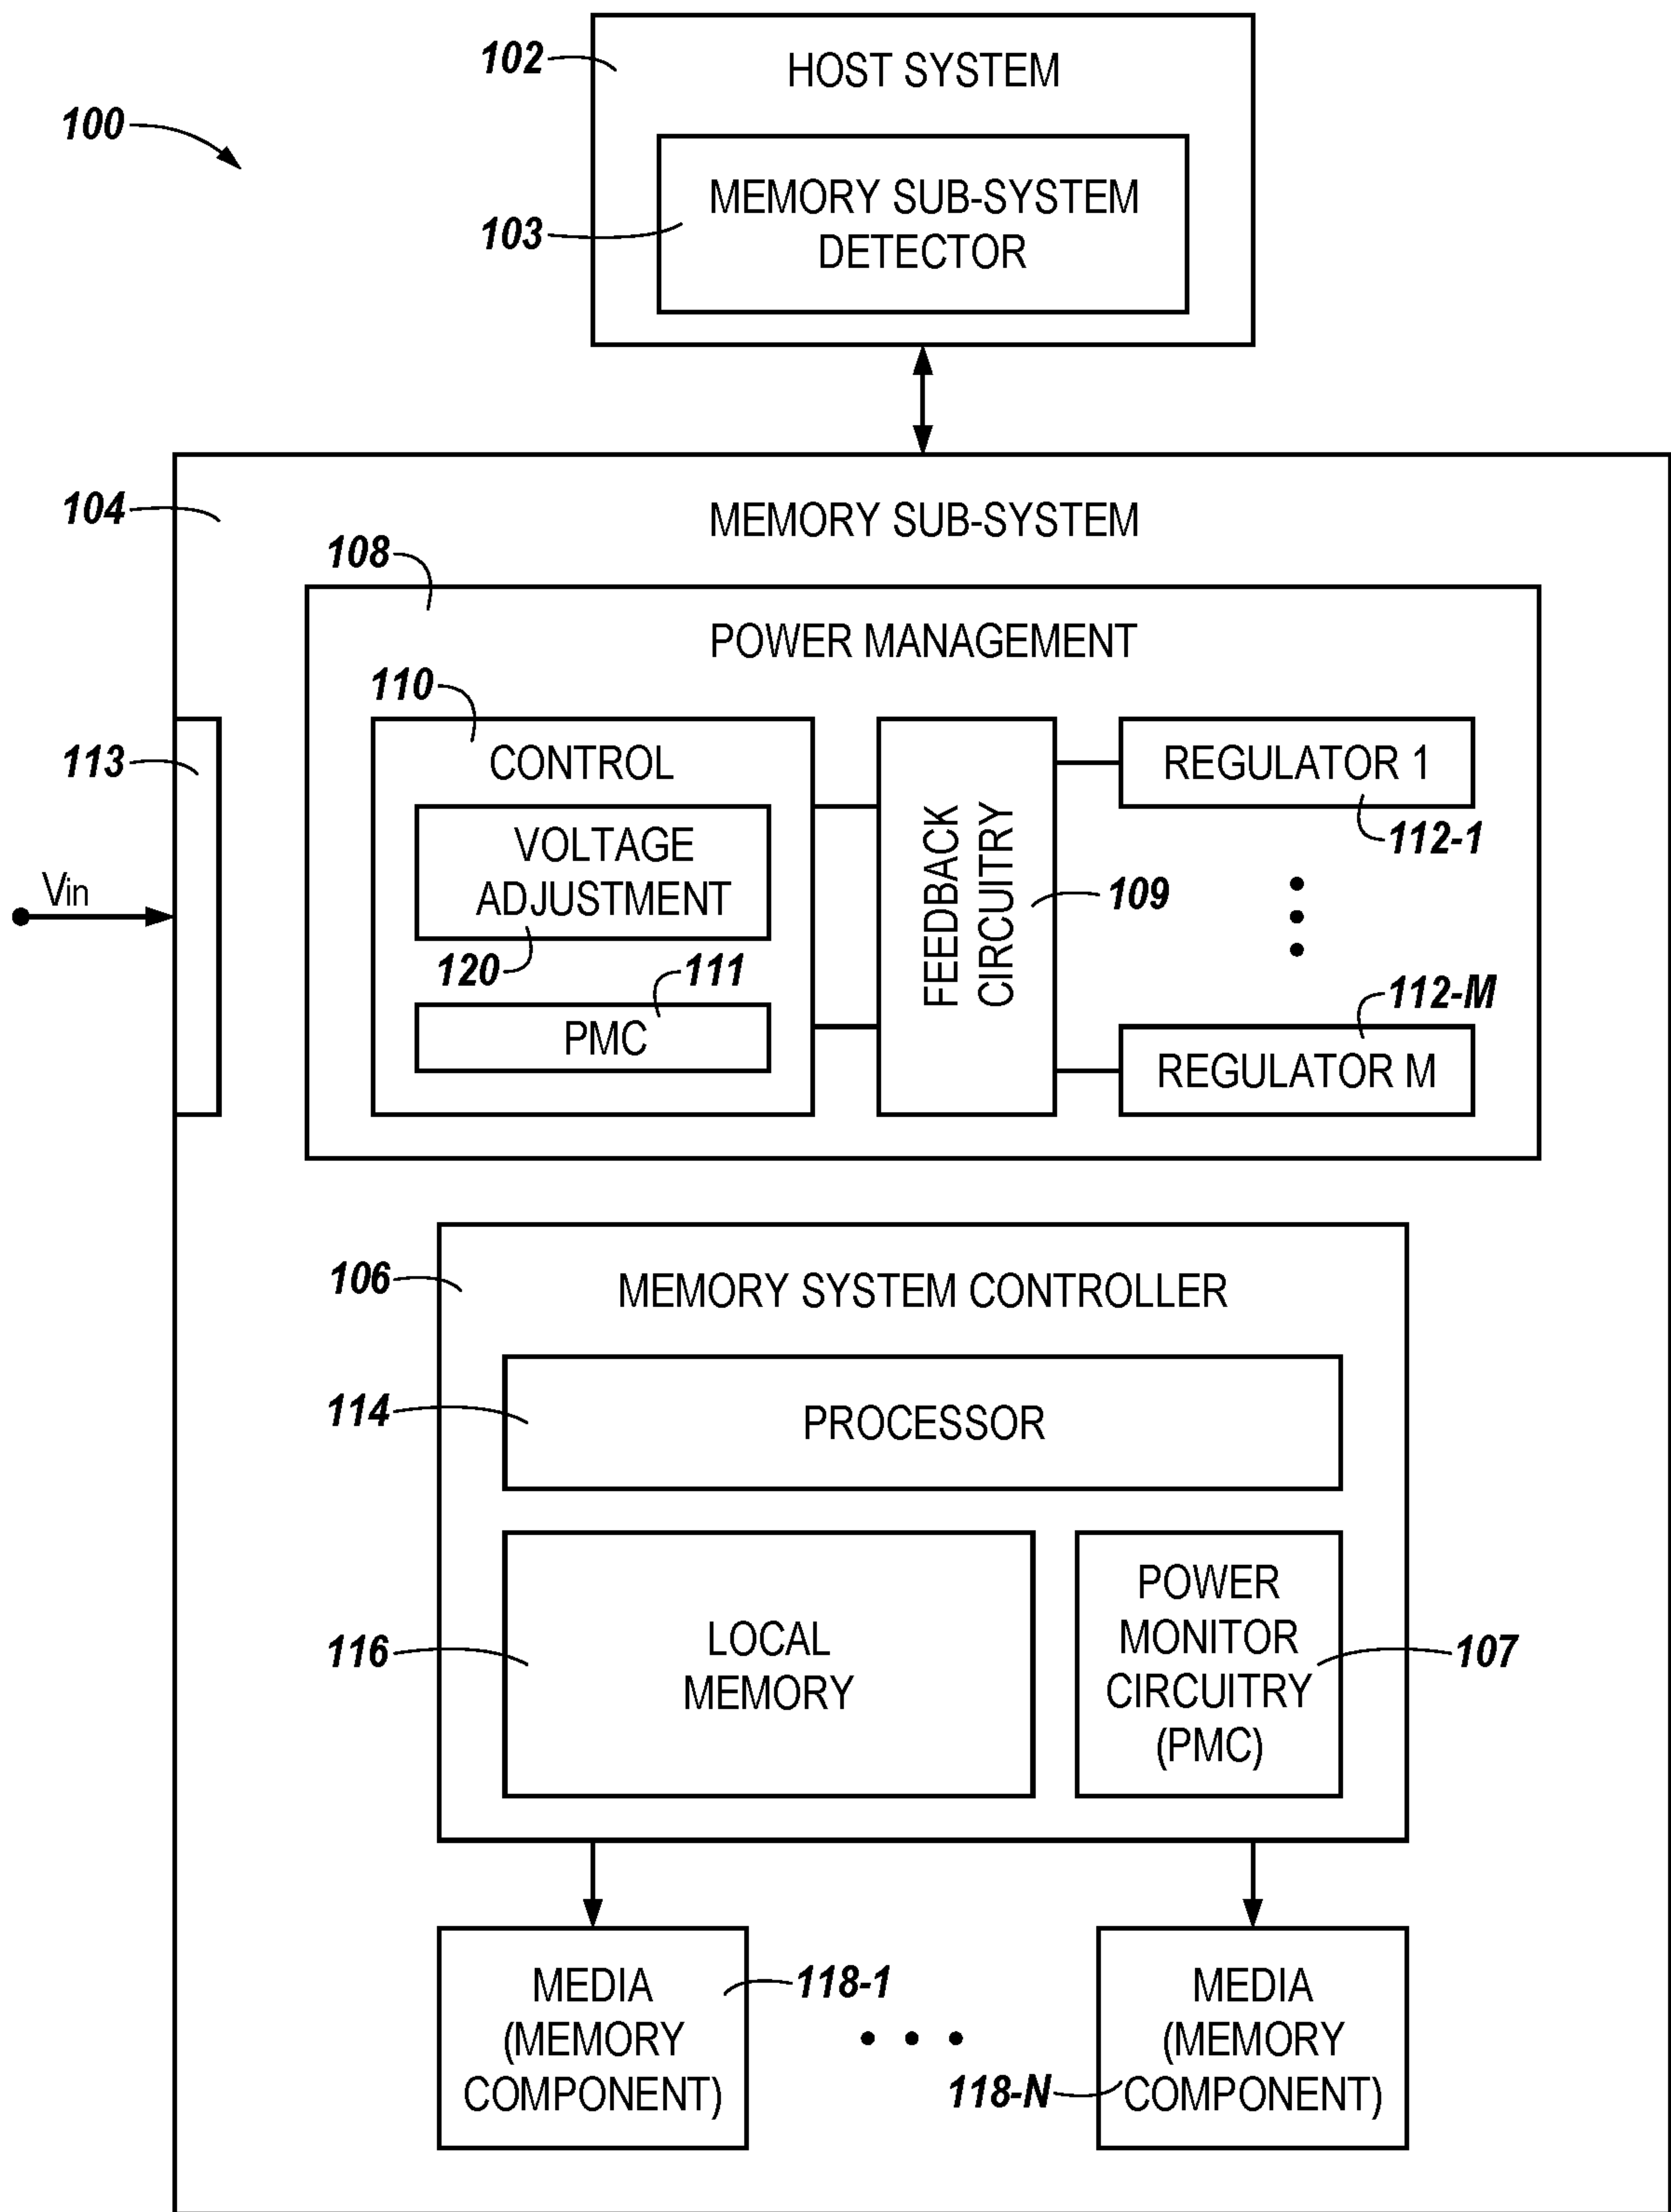 102
HOST SYSTEM
100
103
MEMORY SUB-SYSTEM
DETECTOR
104
MEMORY SUB-SYSTEM
108
POWER MANAGEMENT
110
113
CONTROL
VOLTAGE
ADJUSTMENT
120
111
PMC
FEEDBACK
CIRCUITRY
109
REGULATOR 1
112-1
112-M
REGULATOR M
Vin
106
MEMORY SYSTEM CONTROLLER
114
PROCESSOR
116
LOCAL
MEMORY
POWER
MONITOR
CIRCUITRY
(PMC)
107
MEDIA
(MEMORY
COMPONENT)
118-1
118-N
MEDIA
(MEMORY
COMPONENT)